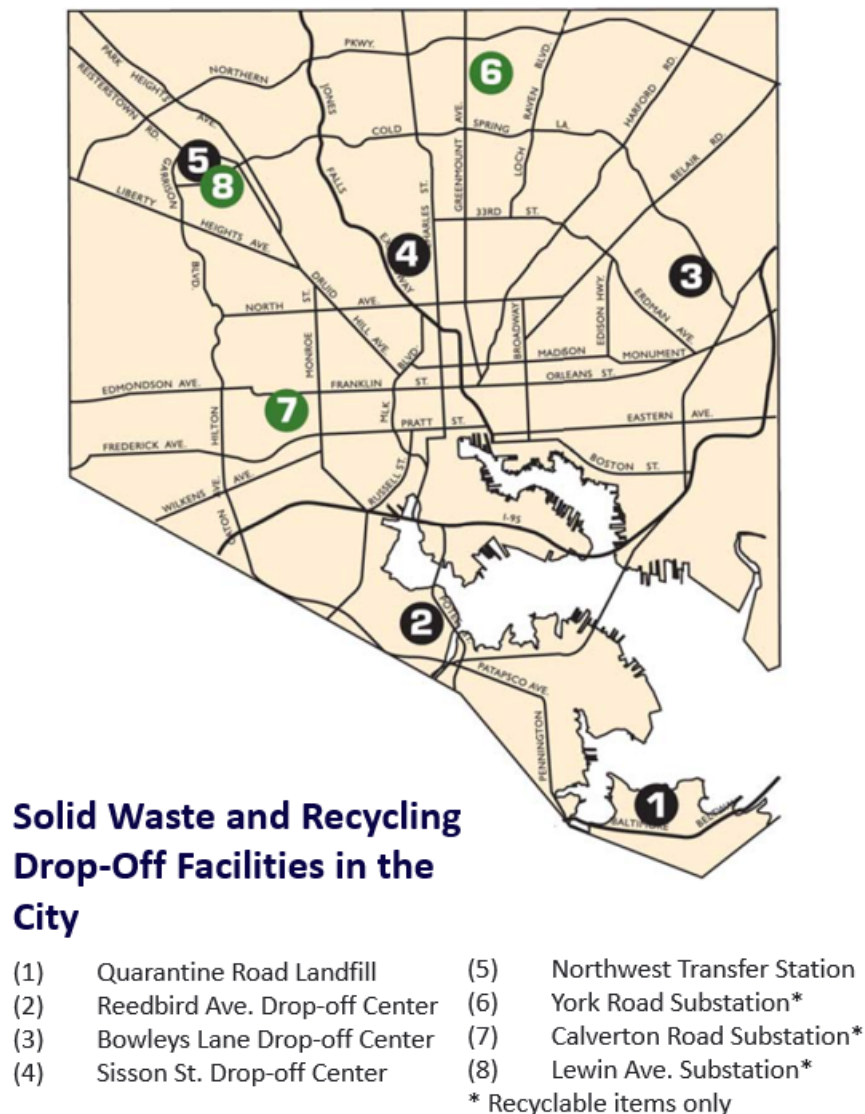 PARK HEIGHTS AVE.
REISTERSTOWN RD.
NORTHERN PKWY.
JONES FALLS EXPRESSWAY
6
LOCH RAVEN BLVD.
HARFORD RD.
BELAIR RD.
COLD SPRING LA.
GREENMOUNT AVE.
5
8
GARRISON BLVD.
LIBERTY HEIGHTS AVE.
33RD ST.
4
3
DRUID HILL AVE.
NORTH AVE.
MONROE ST.
BROADWAY
EDISON HWY.
ERDMAN AVE.
MADISON
MONUMENT
EDMONDSON AVE.
FRANKLIN ST.
ORLEANS ST.
7
MLK BLVD.
HILTON
PRATT ST.
EASTERN AVE.
FREDERICK AVE.
BOSTON ST.
WILKENS AVE.
RUSSELL ST.
I-95
2
PATAPSCO AVE.
PENNINGTON
1
BALTIMORE
Solid Waste and Recycling
Drop-Off Facilities in the
City
(1) Quarantine Road Landfill
(2) Reedbird Ave. Drop-off Center
(3) Bowleys Lane Drop-off Center
(4) Sisson St. Drop-off Center
(5) Northwest Transfer Station
(6) York Road Substation*
(7) Calverton Road Substation*
(8) Lewin Ave. Substation*
* Recyclable items only